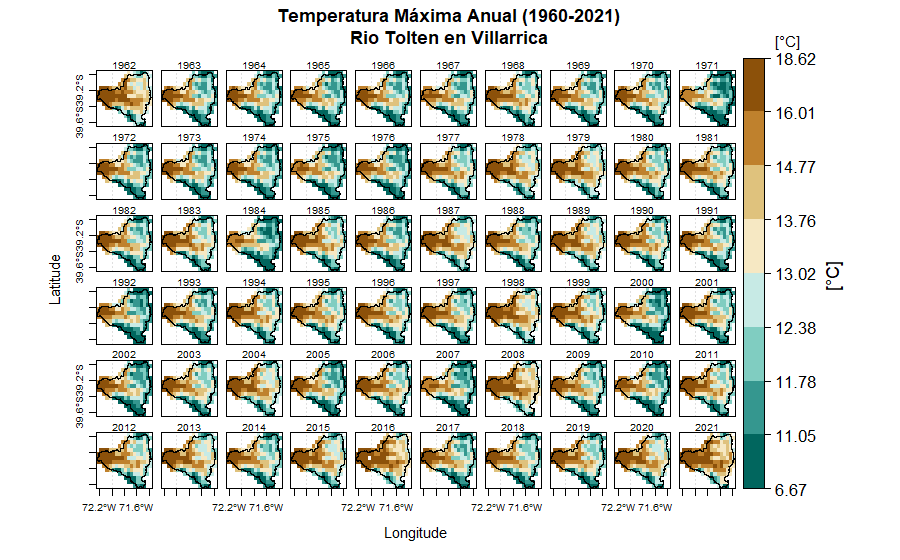 Temperatura Máxima Anual (1960-2021)
Rio Tolten en Villarrica
[°C]
1962 1963 1964 1965 1966 1967 1968 1969 1970 1971
1972 1973 1974 1975 1976 1977 1978 1979 1980 1981
1982 1983 1984 1985 1986 1987 1988 1989 1990 1991
1992 1993 1994 1995 1996 1997 1998 1999 2000 2001
2002 2003 2004 2005 2006 2007 2008 2009 2010 2011
2012 2013 2014 2015 2016 2017 2018 2019 2020 2021
39.6°S39.2°S
39.6°S39.2°S
39.6°S39.2°S
Latitude
72.2°W 71.6°W 72.2°W 71.6°W 72.2°W 71.6°W 72.2°W 71.6°W 72.2°W 71.6°W
Longitude
18.62
16.01
14.77
13.76
13.02
12.38
11.78
11.05
6.67
[°C]